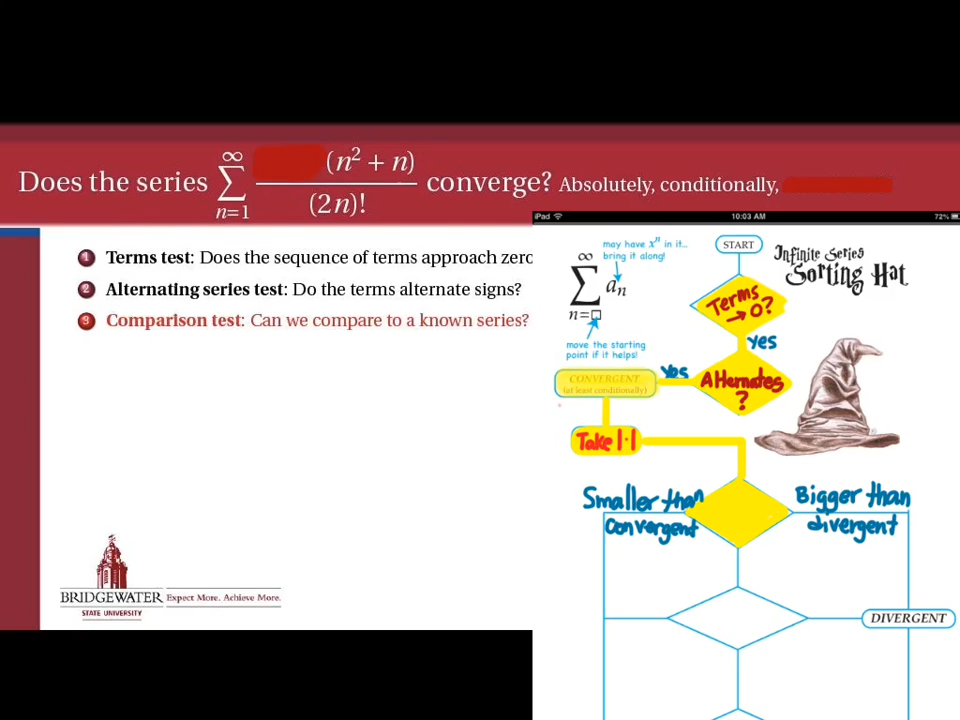 Does the series ∞ ∑ n=1 (n² + n) / (2n)! converge? Absolutely, conditionally,
1 Terms test: Does the sequence of terms approach zero
2 Alternating series test: Do the terms alternate signs?
3 Comparison test: Can we compare to a known series?
BRIDGEWATER
STATE UNIVERSITY
Expect More. Achieve More.
iPad 10:03 AM 72%
may have xⁿ in it...
bring it along!
∞ ∑ n=□ aₙ
move the starting
point if it helps!
START
Infinite Series
Sorting Hat
Terms
→ 0?
Yes
Alternates
?
Yes
CONVERGENT
(at least conditionally)
Take |·|
Smaller than
convergent
Bigger than
divergent
DIVERGENT